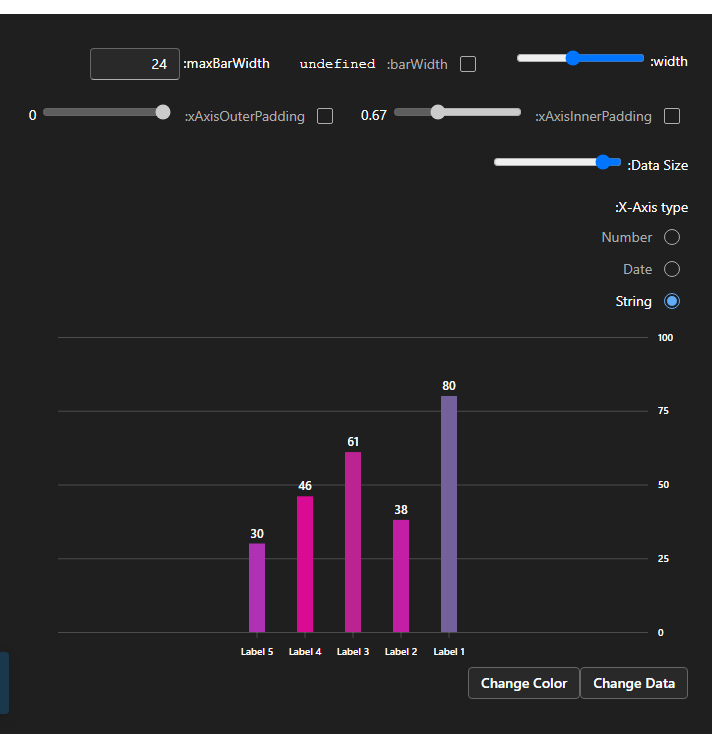 width:
barWidth: undefined
maxBarWidth: 24
xAxisInnerPadding: 0.67
xAxisOuterPadding: 0
Data Size:
X-Axis type:
Number
Date
String
100
75
50
25
0
80
38
61
46
30
Label 1
Label 2
Label 3
Label 4
Label 5
Change Data
Change Color